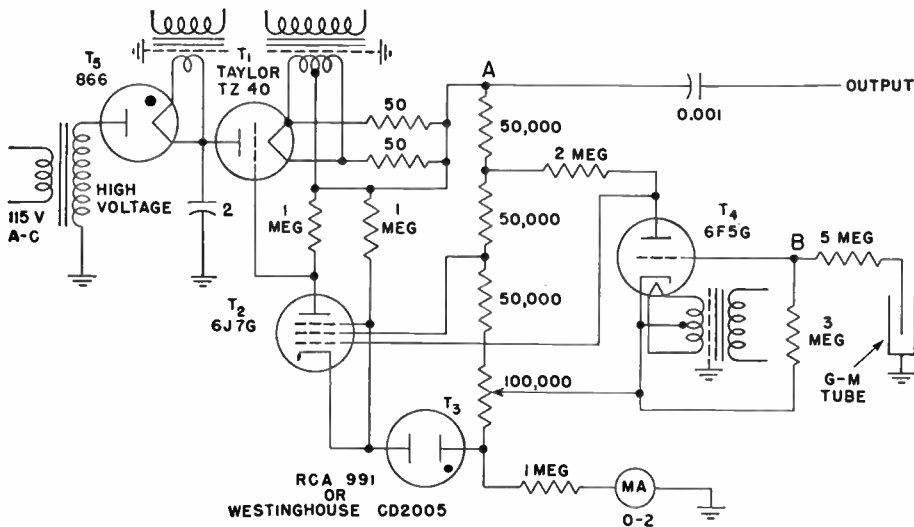 T5
866
T1
TAYLOR
TZ 40
A
OUTPUT
0.001
50
50
50,000
2 MEG
HIGH
VOLTAGE
115 V
A-C
2
1
MEG
1
MEG
50,000
T4
6F5G
B
5 MEG
T2
6J7G
50,000
3
MEG
100,000
G-M
TUBE
T3
RCA 991
OR
WESTINGHOUSE CD2005
1 MEG
MA
0-2